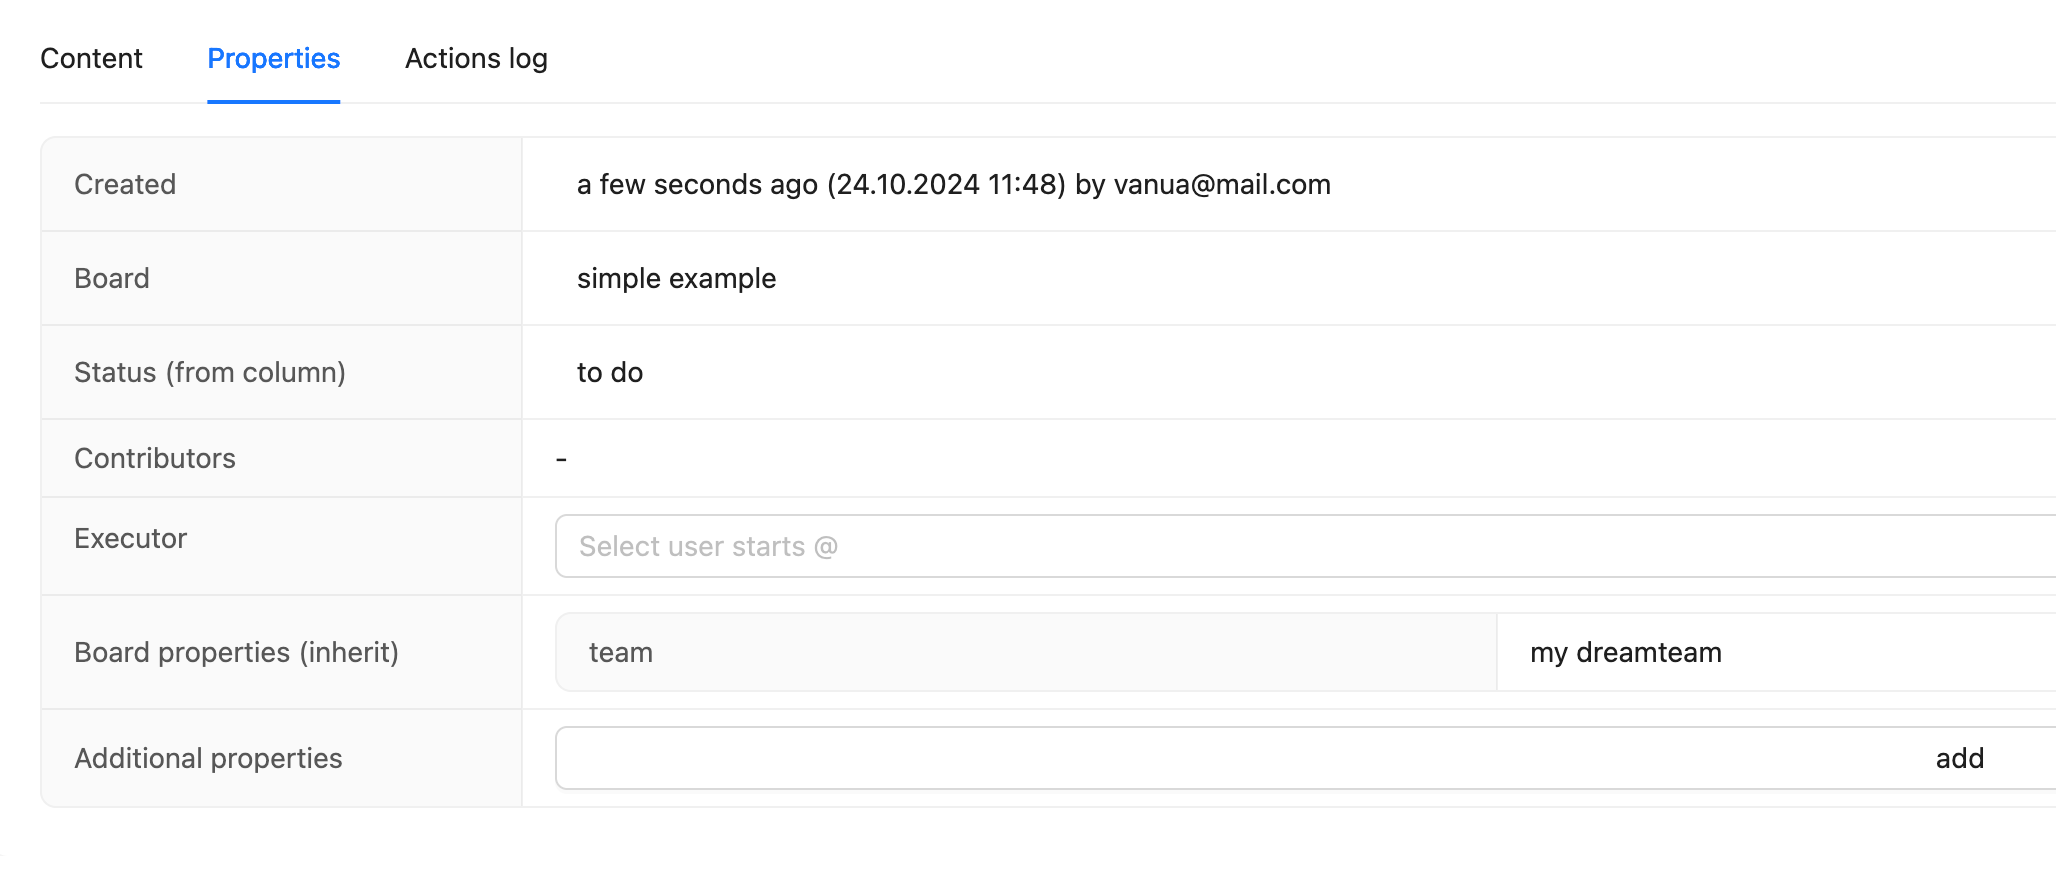 Content Properties Actions log
Created a few seconds ago (24.10.2024 11:48) by vanua@mail.com
Board simple example
Status (from column) to do
Contributors -
Executor Select user starts @
Board properties (inherit) team my dreamteam
Additional properties add